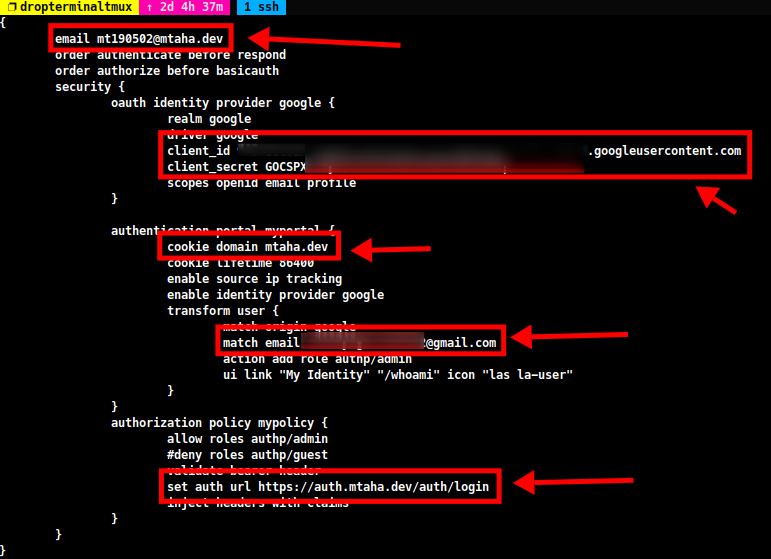 dropterminaltmux ↑ 2d 4h 37m 1 ssh
{
email mt190502@mtaha.dev
order authenticate before respond
order authorize before basicauth
security {
oauth identity provider google {
realm google
driver google
client_id .googleusercontent.com
client_secret GOCSPX
scopes openid email profile
}
authentication portal myportal {
cookie domain mtaha.dev
cookie lifetime 86400
enable source ip tracking
enable identity provider google
transform user {
match origin google
match email 2@gmail.com
action add role authp/admin
ui link "My Identity" "/whoami" icon "las la-user"
}
}
authorization policy mypolicy {
allow roles authp/admin
#deny roles authp/guest
validate bearer header
set auth url https://auth.mtaha.dev/auth/login
inject headers with claims
}
}
}